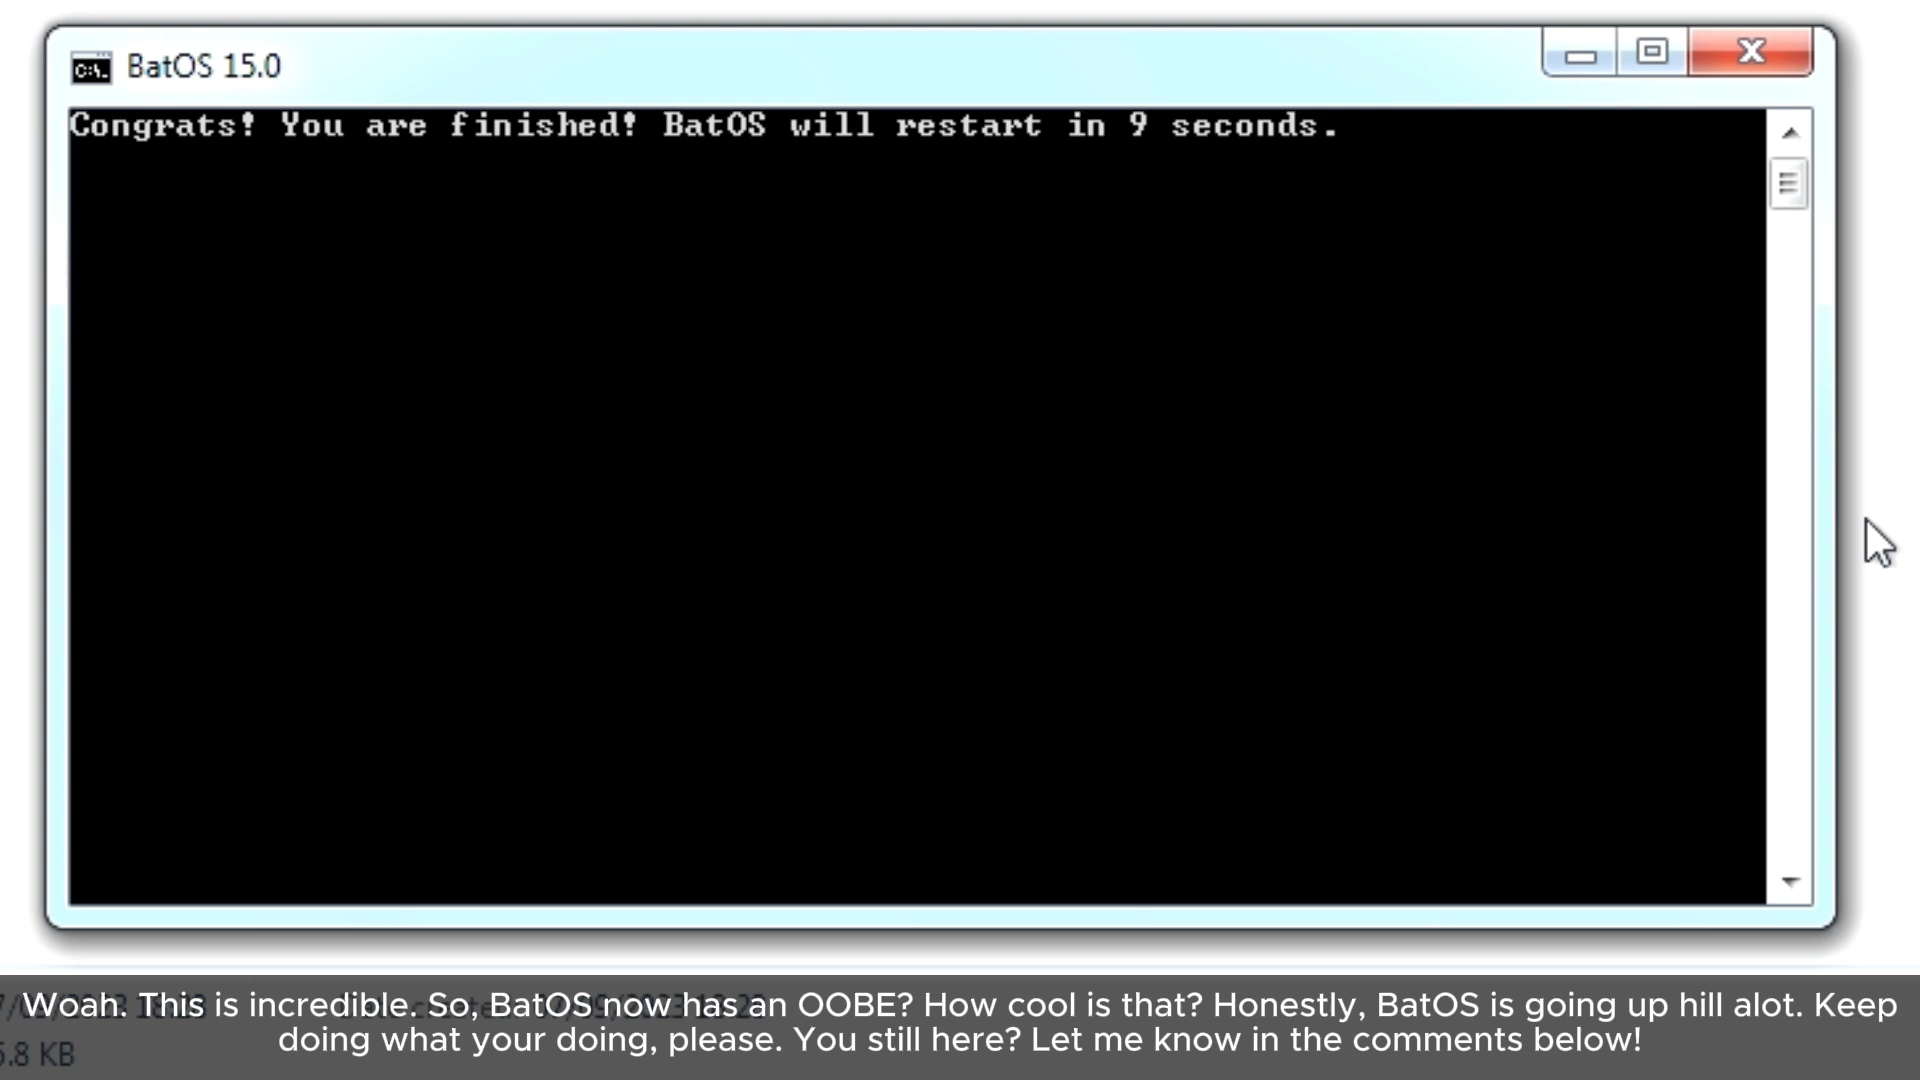 BatOS 15.0
Congrats! You are finished! BatOS will restart in 9 seconds.
Woah. This is incredible. So, BatOS now has an OOBE? How cool is that? Honestly, BatOS is going up hill alot. Keep
doing what your doing, please. You still here? Let me know in the comments below!
5.8 KB